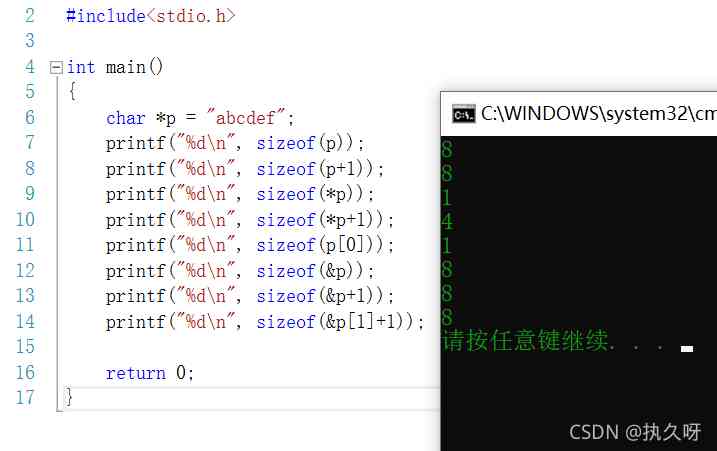 2 #include<stdio.h>
3
4 int main()
5 {
6 char *p = "abcdef";
7 printf("%d\n", sizeof(p));
8 printf("%d\n", sizeof(p+1));
9 printf("%d\n", sizeof(*p));
10 printf("%d\n", sizeof(*p+1));
11 printf("%d\n", sizeof(p[0]));
12 printf("%d\n", sizeof(&p));
13 printf("%d\n", sizeof(&p+1));
14 printf("%d\n", sizeof(&p[1]+1));
15
16 return 0;
17 }
C:\WINDOWS\system32\cm
8
8
1
4
1
8
8
8
请按任意键继续. . .
CSDN @执久呀